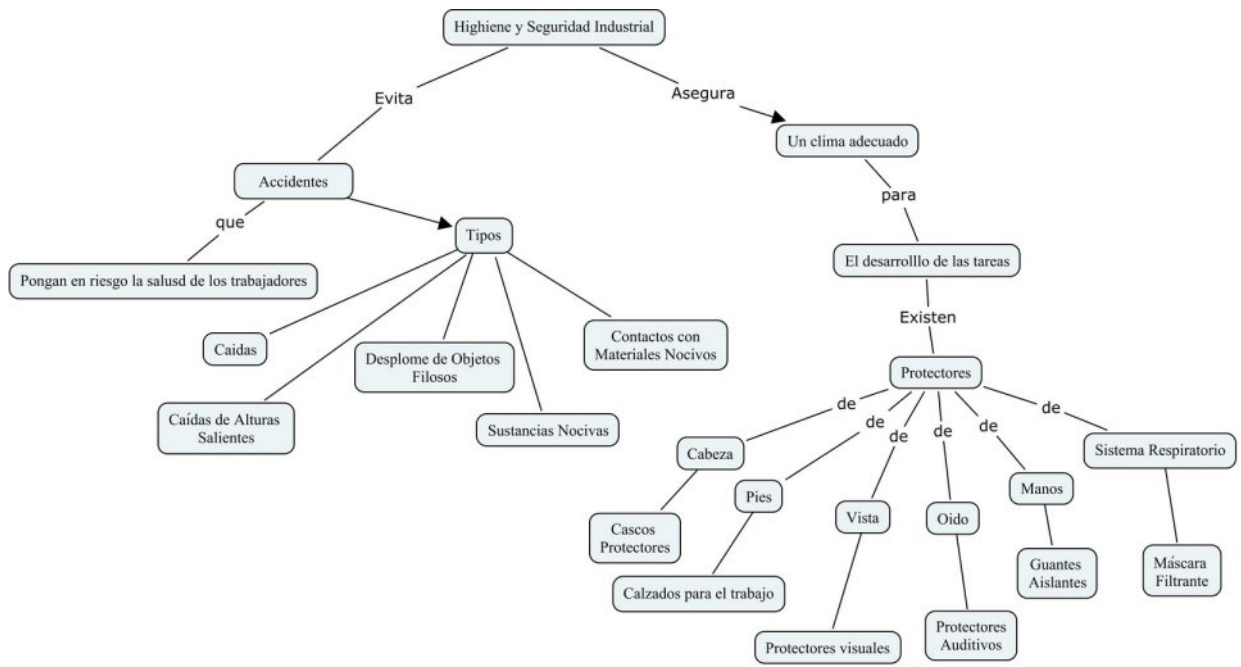 Highiene y Seguridad Industrial
Evita
Asegura
Un clima adecuado
Accidentes
para
que
Tipos
Pongan en riesgo la salusd de los trabajadores
El desarrolllo de las tareas
Existen
Caidas
Desplome de Objetos
Filosos
Contactos con
Materiales Nocivos
Caídas de Alturas
Salientes
Sustancias Nocivas
Protectores
de
de
de
de
de
de
Cabeza
Pies
Vista
Oido
Manos
Sistema Respiratorio
Cascos
Protectores
Calzados para el trabajo
Protectores visuales
Protectores
Auditivos
Guantes
Aislantes
Máscara
Filtrante